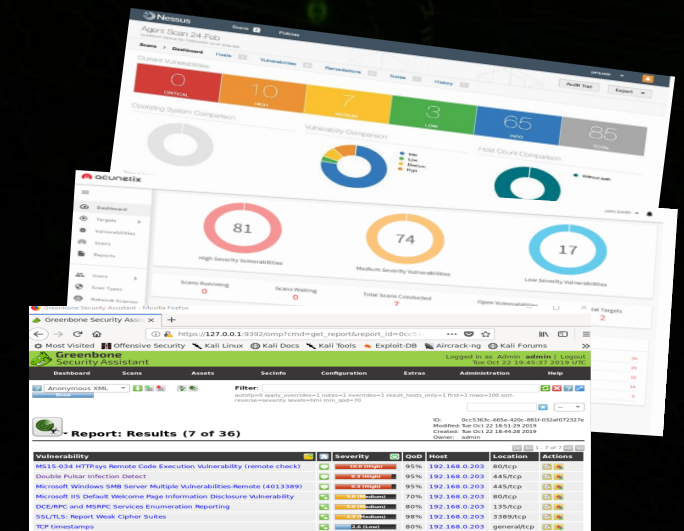 Nessus
Scans Policies
Agent Scan 24 Feb
Scans > Dashboard Hosts Vulnerabilities Remediations Notes History
Audit Trail Export
Current Vulnerabilities
0 10 7 3 65 85
CRITICAL HIGH MEDIUM LOW INFO TOTAL
Operating System Comparison Vulnerability Comparison Host Count Comparison
Info
Low
Medium
High
acunetix
John Smith
Dashboard
Targets
Vulnerabilities
Scans
Reports
Users
Scan Types
Network Scanner
81 74 17
High Severity Vulnerabilities Medium Severity Vulnerabilities Low Severity Vulnerabilities
Scans Running Scans Waiting Total Scans Conducted Open Vulnerabilities tal Targets
0 0 7 2
Greenbone Security Assistant - Mozilla Firefox
Greenbone Security Assi × +
https://127.0.0.1:9392/omp?cmd=get_report&report_id=0cc5
Most Visited Offensive Security Kali Linux Kali Docs Kali Tools Exploit-DB Aircrack-ng Kali Forums
Greenbone
Security Assistant
Logged in as Admin admin | Logout
Tue Oct 22 19:45:37 2019 UTC
Dashboard Scans Assets SecInfo Configuration Extras Administration Help
Anonymous XML
Done
Filter:
autofp=0 apply_overrides=1 notes=1 overrides=1 result_hosts_only=1 first=1 rows=100 sort-
reverse=severity levels=html min_qod=70
Report: Results (7 of 36)
ID: 0cc5363c-665e-420c-881f-032af072327e
Modified: Tue Oct 22 18:51:29 2019
Created: Tue Oct 22 18:44:28 2019
Owner: admin
1 - 7 of 7
Vulnerability Severity QoD Host Location Actions
MS15-034 HTTP.sys Remote Code Execution Vulnerability (remote check) 10.0 (High) 95% 192.168.0.203 80/tcp
Double Pulsar Infection Detect 9.3 (High) 95% 192.168.0.203 445/tcp
Microsoft Windows SMB Server Multiple Vulnerabilities-Remote (4013389) 9.3 (High) 95% 192.168.0.203 445/tcp
Microsoft IIS Default Welcome Page Information Disclosure Vulnerability 5.0 (Medium) 80% 192.168.0.203 80/tcp
DCE/RPC and MSRPC Services Enumeration Reporting 5.0 (Medium) 80% 192.168.0.203 135/tcp
SSL/TLS: Report Weak Cipher Suites 4.3 (Medium) 98% 192.168.0.203 3389/tcp
TCP timestamps 2.6 (Low) 80% 192.168.0.203 general/tcp